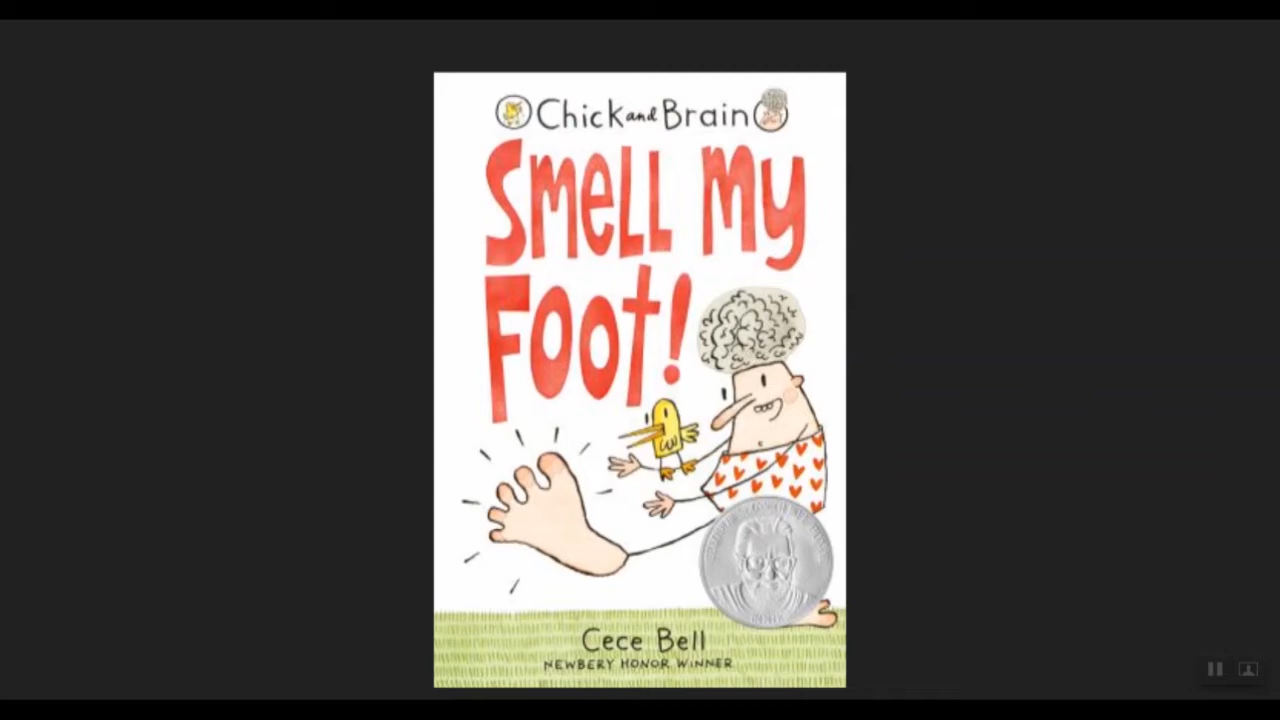 Chick and Brain
Smell My
Foot!
Cece Bell
NEWBERY HONOR WINNER